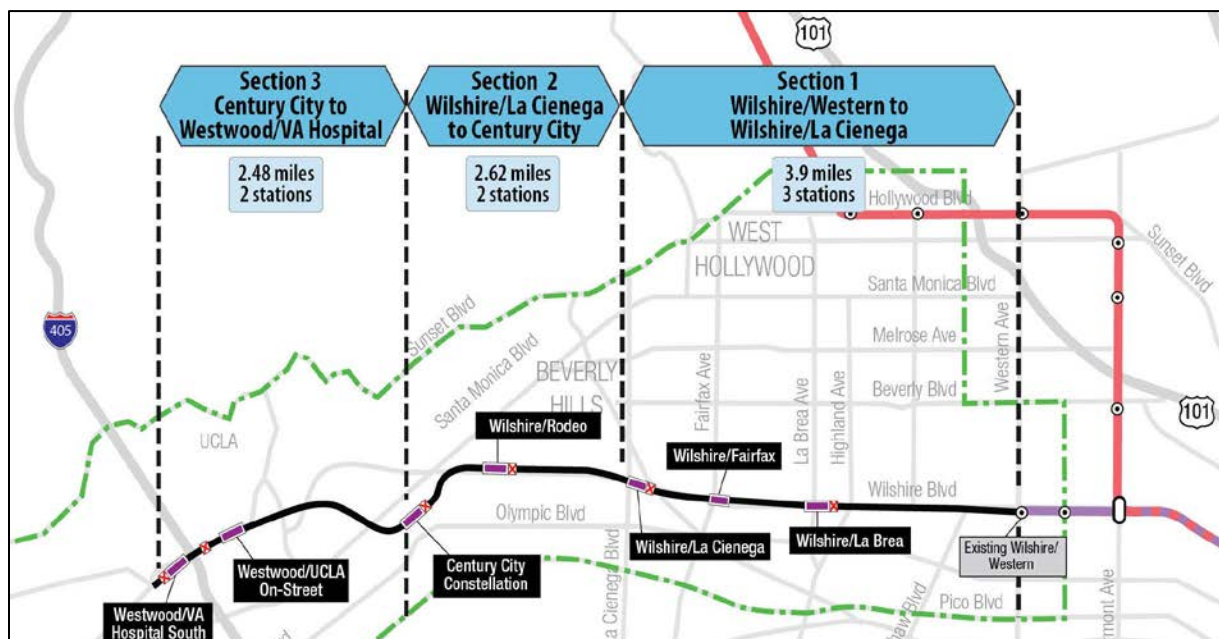 101
Section 3
Century City to
Westwood/VA Hospital
Section 2
Wilshire/La Cienega
to Century City
Section 1
Wilshire/Western to
Wilshire/La Cienega
2.48 miles
2 stations
2.62 miles
2 stations
3.9 miles
3 stations
Hollywood Blvd
WEST
HOLLYWOOD
Sunset Blvd
Santa Monica Blvd
405
Sunset Blvd
Melrose Ave
Western Ave
Santa Monica Blvd
BEVERLY
HILLS
Fairfax Ave
La Brea Ave
Highland Ave
Beverly Blvd
101
UCLA
Wilshire/Rodeo
Wilshire/Fairfax
Wilshire Blvd
Olympic Blvd
Wilshire/La Cienega
Wilshire/La Brea
Existing Wilshire/
Western
Westwood/UCLA
On-Street
Century City
Constellation
La Cienega Blvd
Pico Blvd
Westwood/VA
Hospital South
Blvd